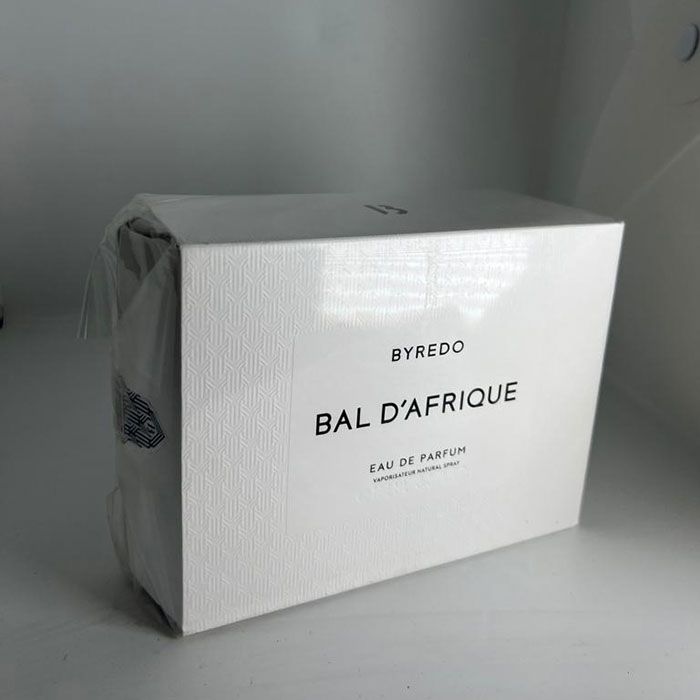 BYREDO
BAL D'AFRIQUE
EAU DE PARFUM
VAPORISATEUR NATURAL SPRAY